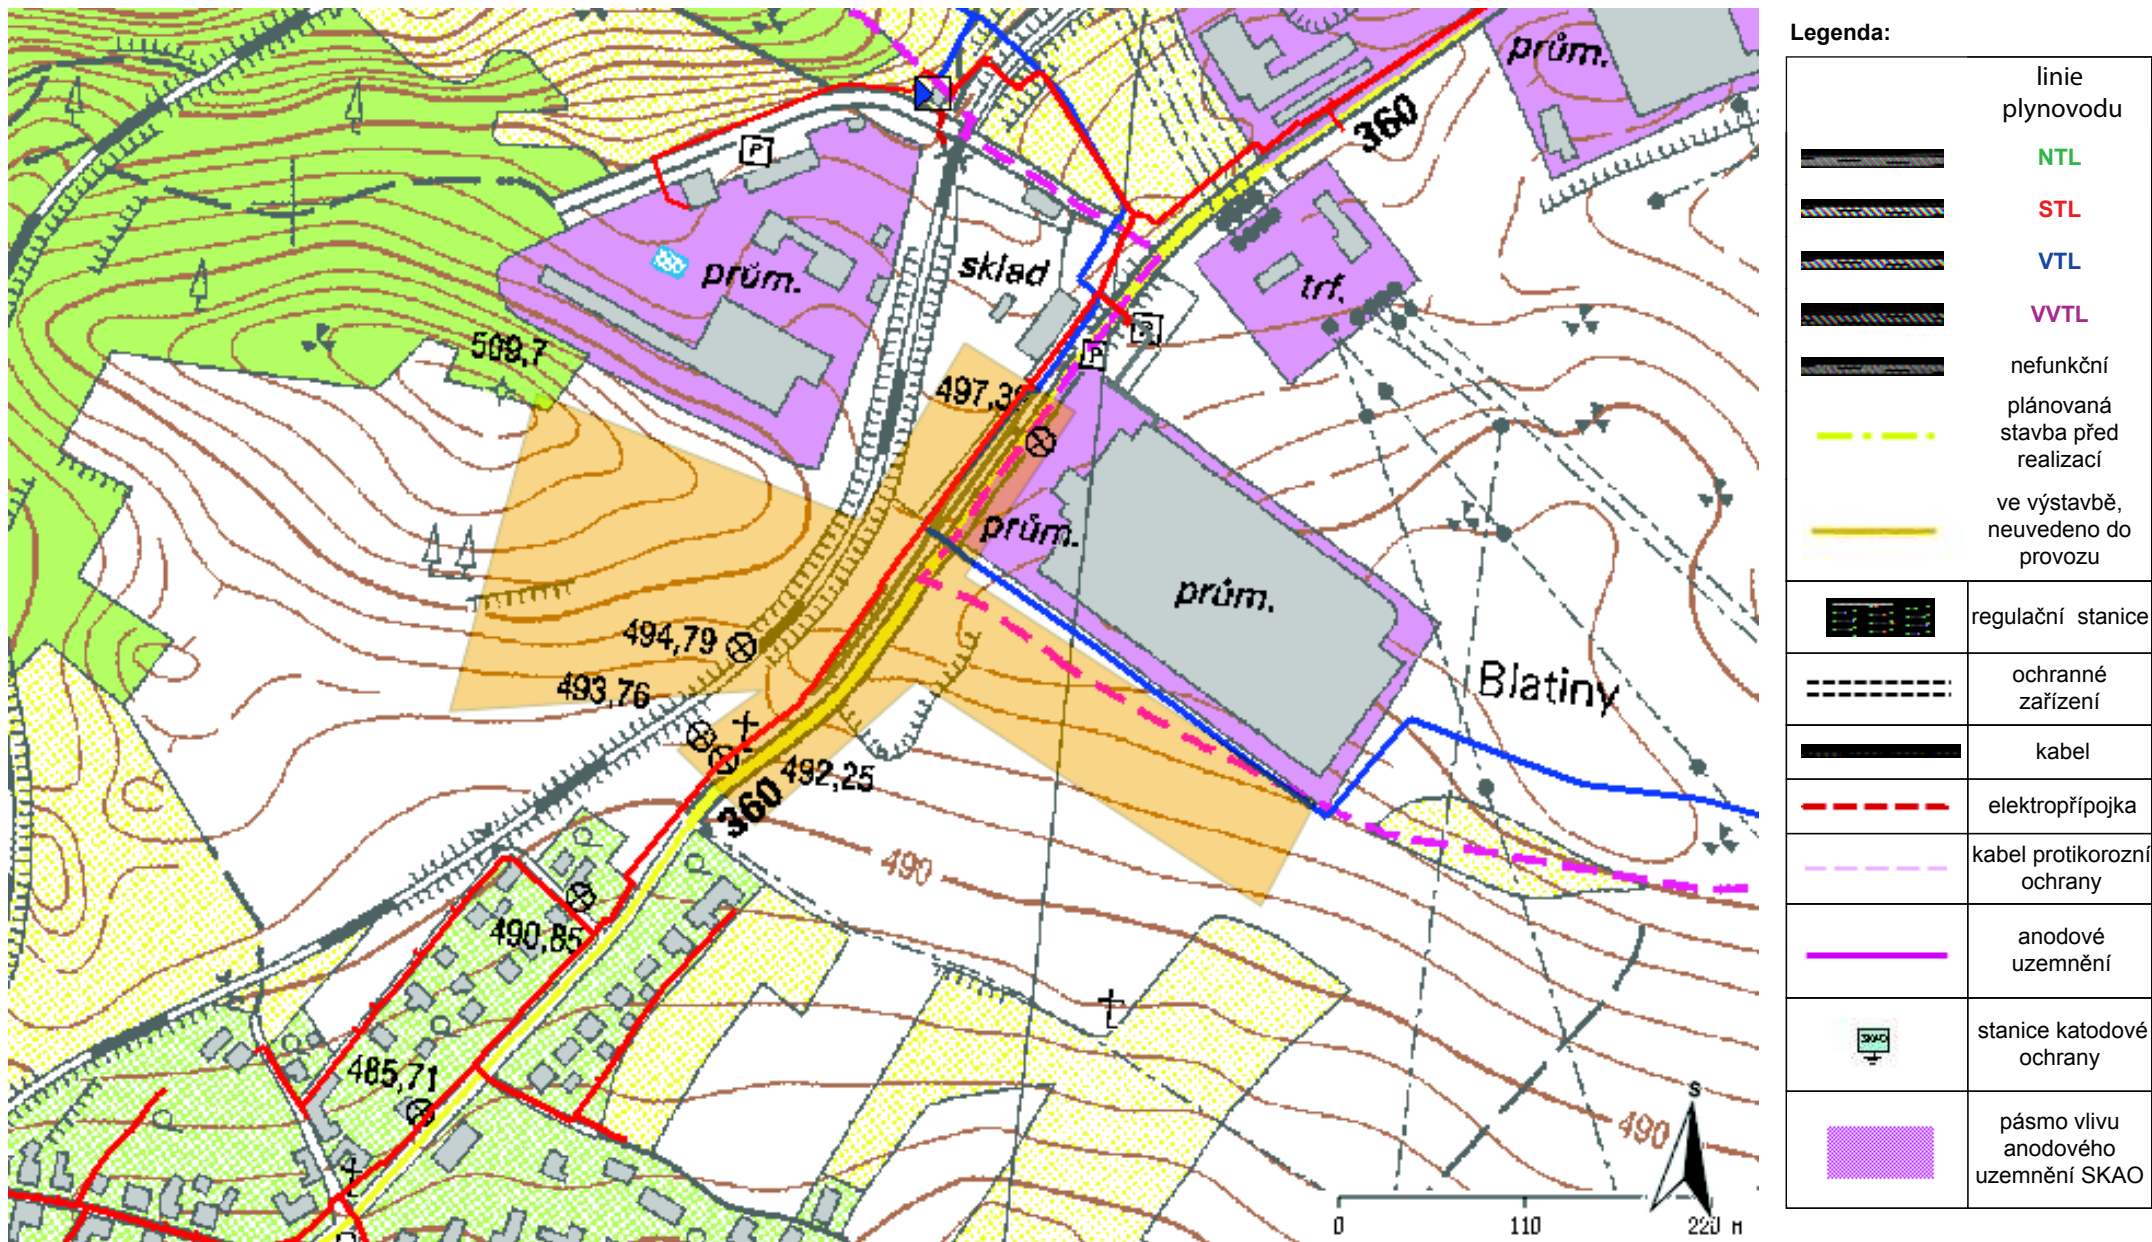 prům.
prům.
360
P
prům.
sklad
trf.
509,7
P
497,3
prům.
prům.
494,79
493,76
Blatiny
492,25
360
490
490,85
485,71
490
S
0
110
220 M
Legenda:
linie
plynovodu
NTL
STL
VTL
VVTL
nefunkční
plánovaná
stavba před
realizací
ve výstavbě,
neuvedeno do
provozu
regulační stanice
ochranné
zařízení
kabel
elektropřípojka
kabel protikorozní
ochrany
anodové
uzemnění
SKAO
stanice katodové
ochrany
pásmo vlivu
anodového
uzemnění SKAO